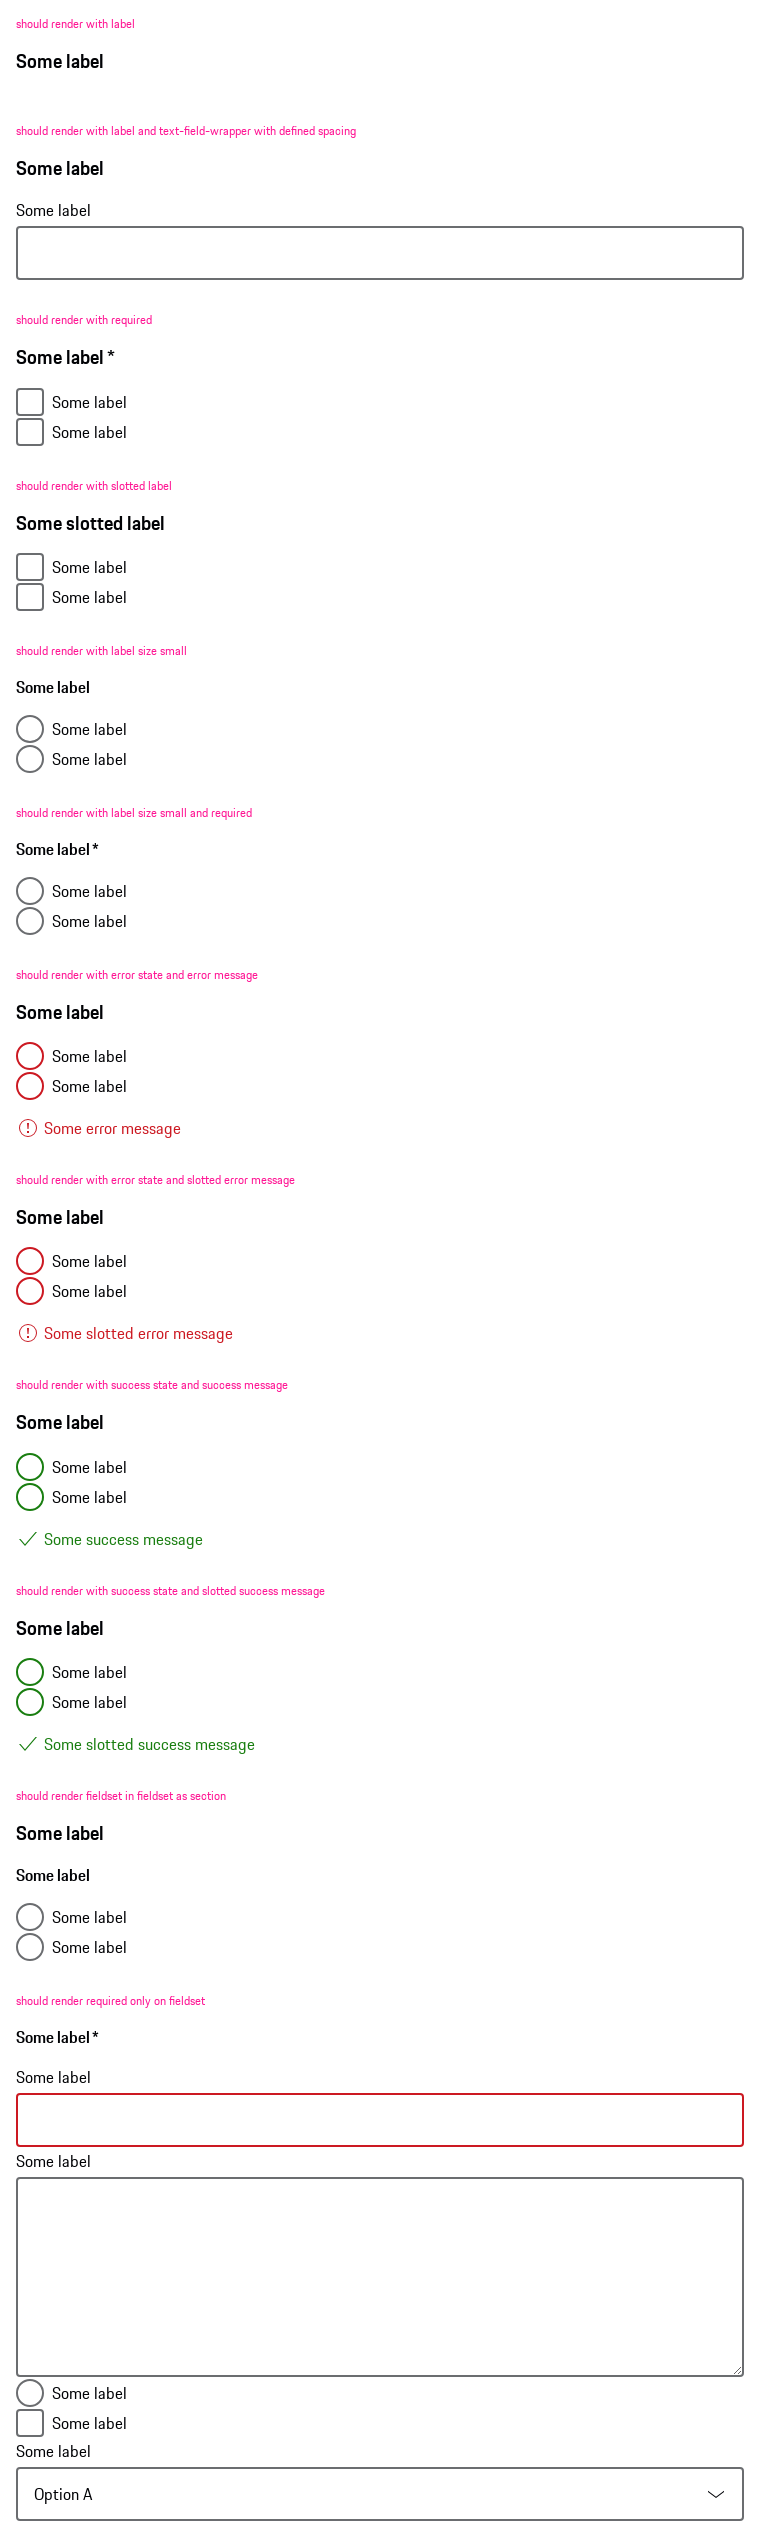 should render with label
Some label
should render with label and text-field-wrapper with defined spacing
Some label
Some label
should render with required
Some label *
Some label
Some label
should render with slotted label
Some slotted label
Some label
Some label
should render with label size small
Some label
Some label
Some label
should render with label size small and required
Some label *
Some label
Some label
should render with error state and error message
Some label
Some label
Some label
Some error message
should render with error state and slotted error message
Some label
Some label
Some label
Some slotted error message
should render with success state and success message
Some label
Some label
Some label
Some success message
should render with success state and slotted success message
Some label
Some label
Some label
Some slotted success message
should render fieldset in fieldset as section
Some label
Some label
Some label
Some label
should render required only on fieldset
Some label *
Some label
Some label
Some label
Some label
Some label
Option A